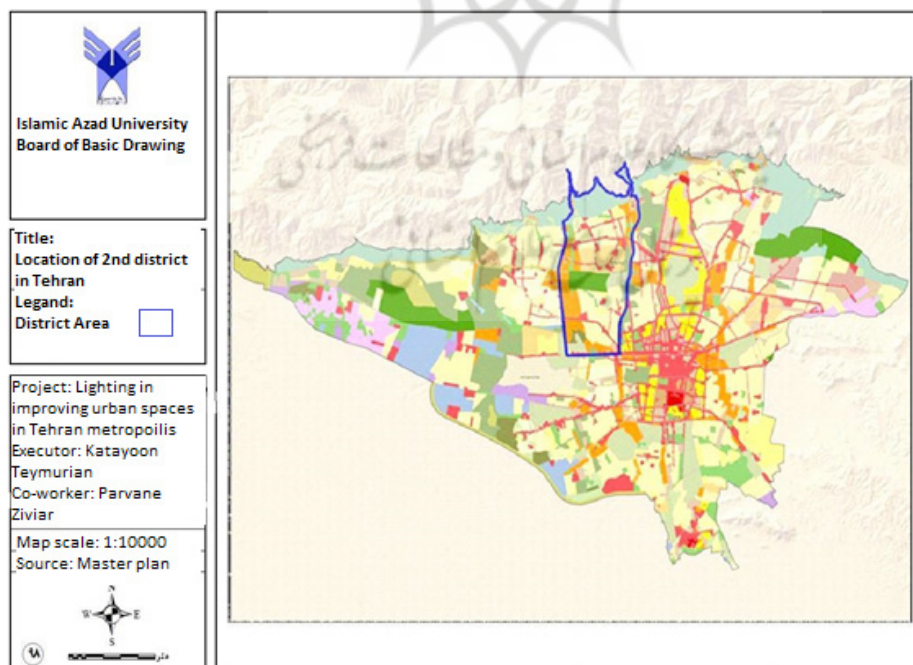 Islamic Azad University
Board of Basic Drawing
Title:
Location of 2nd district
in Tehran
Legand:
District Area
Project: Lighting in
improving urban spaces
in Tehran metropoilis
Executor: Katayoon
Teymurian
Co-worker: Parvane
Ziviar
Map scale: 1:10000
Source: Master plan
N
W E
S
متر